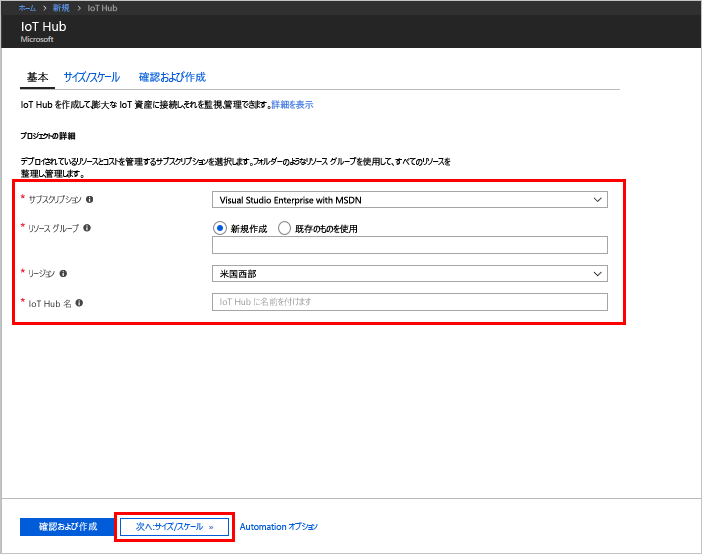 ホーム > 新規 > IoT Hub
IoT Hub
Microsoft
基本 サイズ/スケール 確認および作成
IoT Hub を作成して、膨大な IoT 資産に接続し、それを監視、管理できます。詳細を表示
プロジェクトの詳細
デプロイされているリソースとコストを管理するサブスクリプションを選択します。フォルダーのようなリソース グループを使用して、すべてのリソースを
整理し、管理します。
* サブスクリプション Visual Studio Enterprise with MSDN
* リソース グループ 新規作成 既存のものを使用
* リージョン 米国西部
* IoT Hub 名 IoT Hub に名前を付けます
確認および作成 次へ:サイズ/スケール » Automation オプション